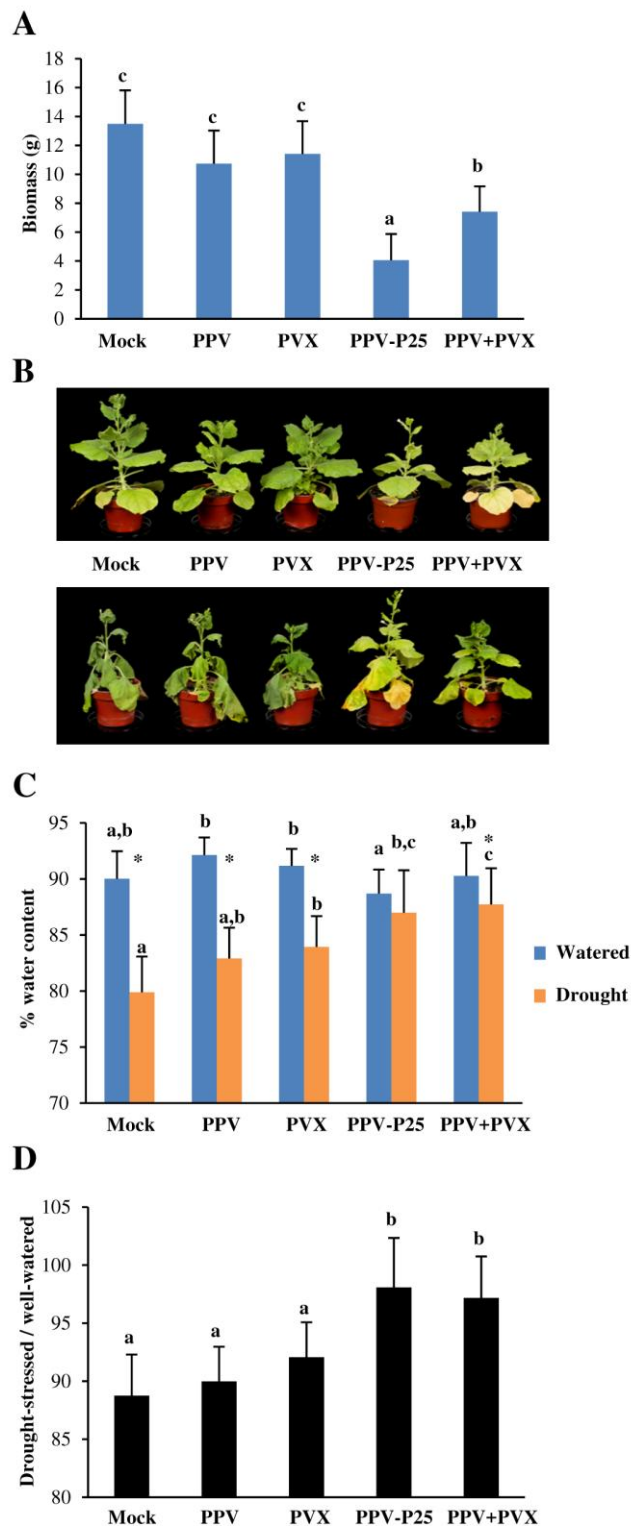 A
Biomass (g)
18
16
14
12
10
8
6
4
2
0
c
c
c
a
b
Mock PPV PVX PPV-P25 PPV+PVX
B
Mock PPV PVX PPV-P25 PPV+PVX
C
% water content
95
90
85
80
75
70
a,b * a
b * a,b
b * b
a b,c
a,b * c
Watered
Drought
Mock PPV PVX PPV-P25 PPV+PVX
D
Drought-stressed / well-watered
105
100
95
90
85
80
a
a
a
b
b
Mock PPV PVX PPV-P25 PPV+PVX